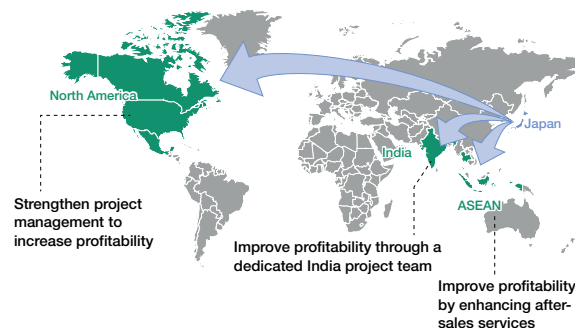 North America
Japan
India
ASEAN
Strengthen project
management to
increase profitability
Improve profitability through a
dedicated India project team
Improve profitability
by enhancing after-
sales services